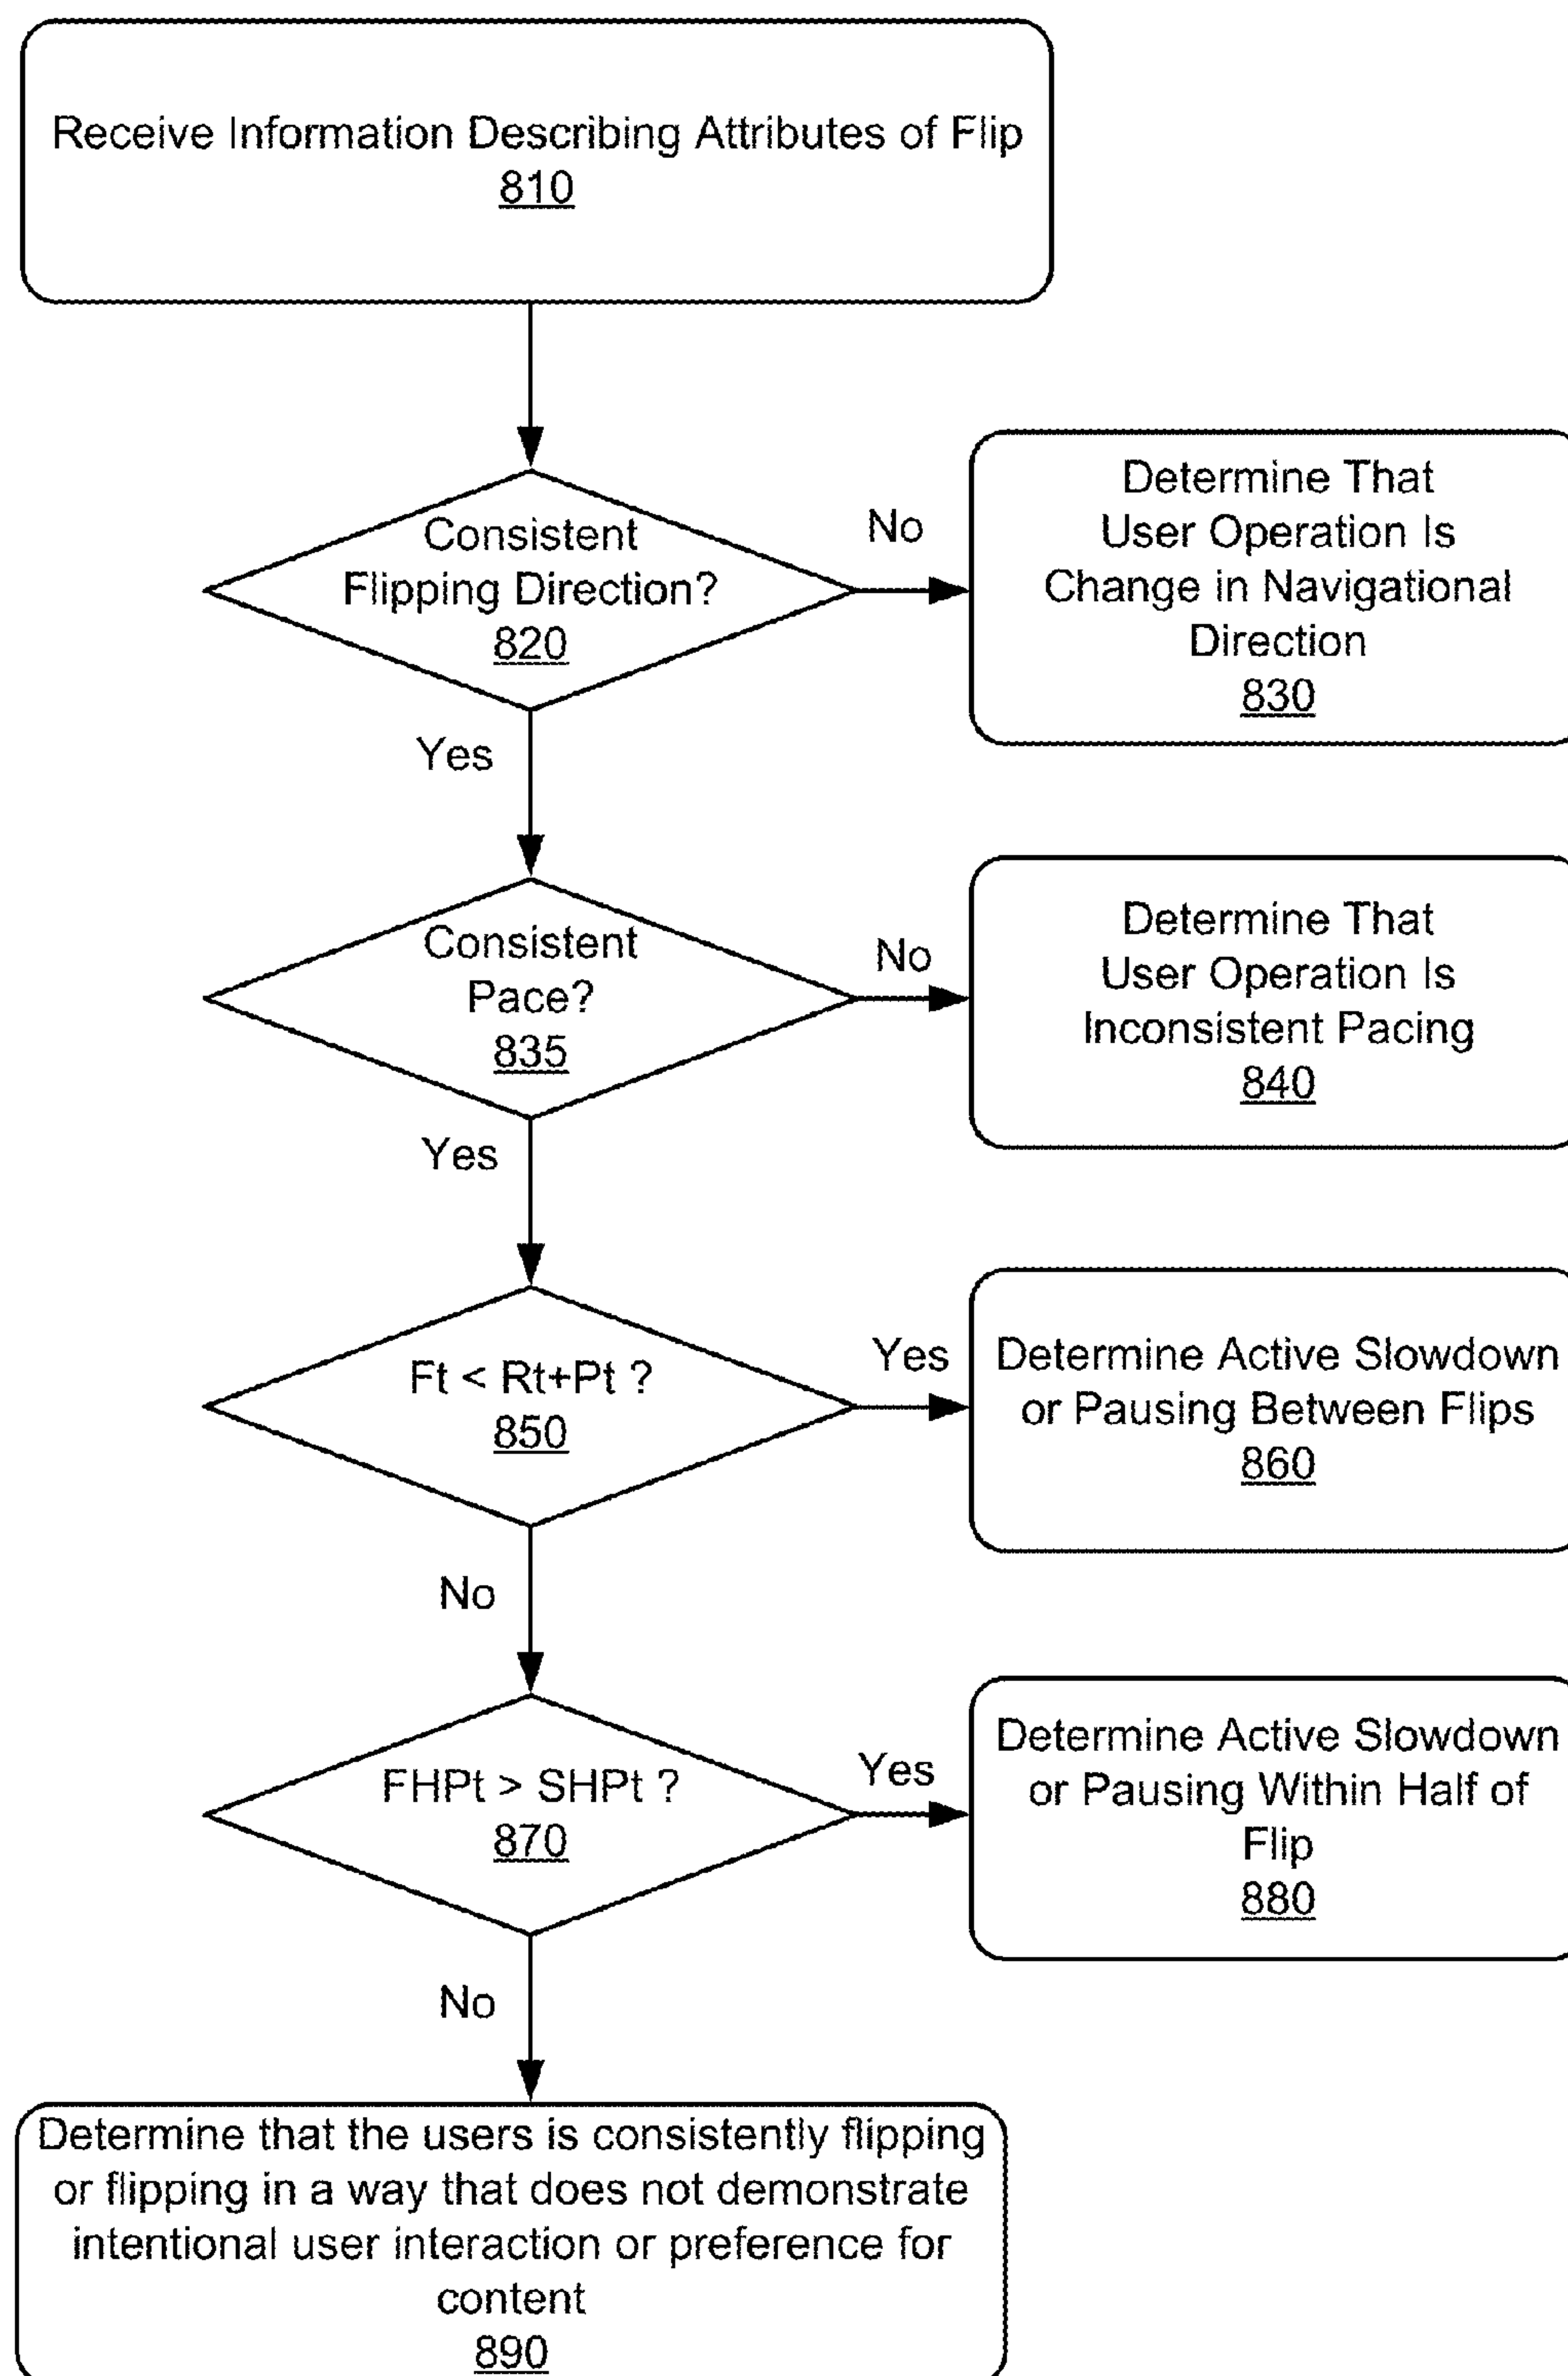 Receive Information Describing Attributes of Flip
810
Consistent
Flipping Direction?
820
No
Determine That
User Operation Is
Change in Navigational
Direction
830
Yes
Consistent
Pace?
835
No
Determine That
User Operation Is
Inconsistent Pacing
840
Yes
Ft < Rt+Pt ?
850
Yes
Determine Active Slowdown
or Pausing Between Flips
860
No
FHPt > SHPt ?
870
Yes
Determine Active Slowdown
or Pausing Within Half of
Flip
880
No
Determine that the users is consistently flipping
or flipping in a way that does not demonstrate
intentional user interaction or preference for
content
890